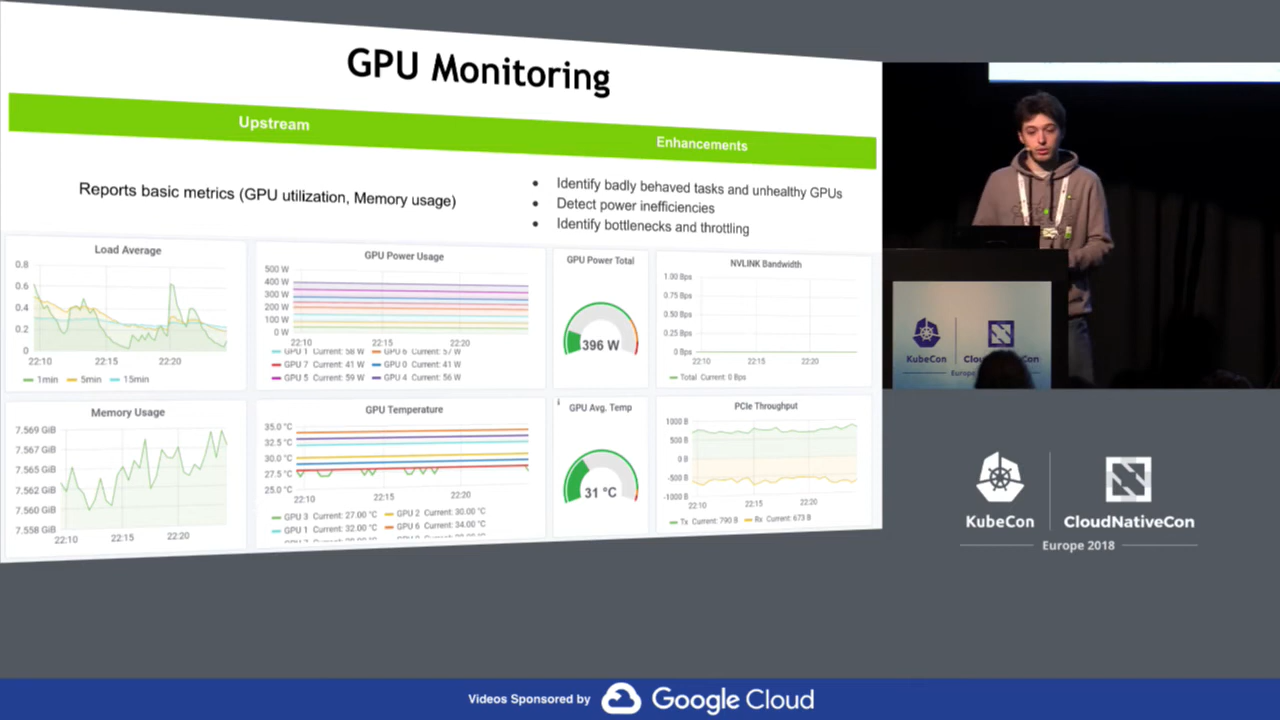 GPU Monitoring
Upstream
Enhancements
Reports basic metrics (GPU utilization, Memory usage)
• Identify badly behaved tasks and unhealthy GPUs
• Detect power inefficiencies
• Identify bottlenecks and throttling
Load Average
0.8
0.6
0.4
0.2
0
22:10 22:15 22:20
1min 5min 15min
GPU Power Usage
500 W
400 W
300 W
200 W
100 W
0 W
22:10 22:15 22:20
GPU 1 Current: 58 W GPU 6 Current: 57 W
GPU 7 Current: 41 W GPU 0 Current: 41 W
GPU 5 Current: 59 W GPU 4 Current: 56 W
GPU Power Total
396 W
NVLINK Bandwidth
1.00 Bps
0.75 Bps
0.50 Bps
0.25 Bps
0 Bps
22:10 22:15 22:20
Total Current: 0 Bps
Memory Usage
7.569 GiB
7.567 GiB
7.565 GiB
7.562 GiB
7.560 GiB
7.558 GiB
22:10 22:15 22:20
GPU Temperature
35.0 °C
32.5 °C
30.0 °C
27.5 °C
25.0 °C
22:10 22:15 22:20
GPU 3 Current: 27.00 °C GPU 2 Current: 30.00 °C
GPU 1 Current: 32.00 °C GPU 6 Current: 34.00 °C
GPU Avg. Temp
31 °C
PCIe Throughput
1000 B
500 B
0 B
-500 B
-1000 B
22:10 22:15 22:20
Tx Current: 790 B Rx Current: 673 B
KubeCon
KubeCon CloudNativeCon
Europe 2018
Videos Sponsored by Google Cloud